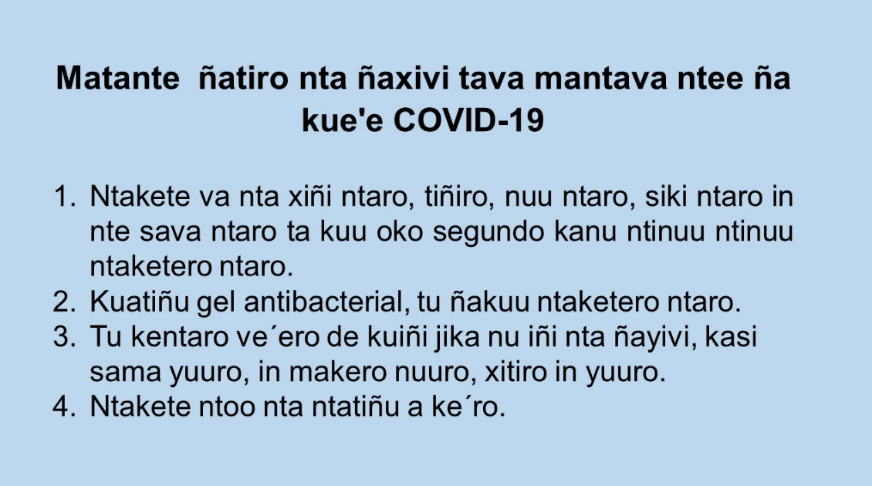 Matante ñatiro nta ñaxivi tava mantava ntee ña
kue'e COVID-19
1. Ntakete va nta xiñi ntaro, tiñiro, nuu ntaro, siki ntaro in
nte sava ntaro ta kuu oko segundo kanu ntinuu ntinuu
ntaketero ntaro.
2. Kuatiñu gel antibacterial, tu ñakuu ntaketero ntaro.
3. Tu kentaro ve´ero de kuiñi jika nu iñi nta ñayivi, kasi
sama yuuro, in makero nuuro, xitiro in yuuro.
4. Ntakete ntoo nta ntatiñu a ke´ro.